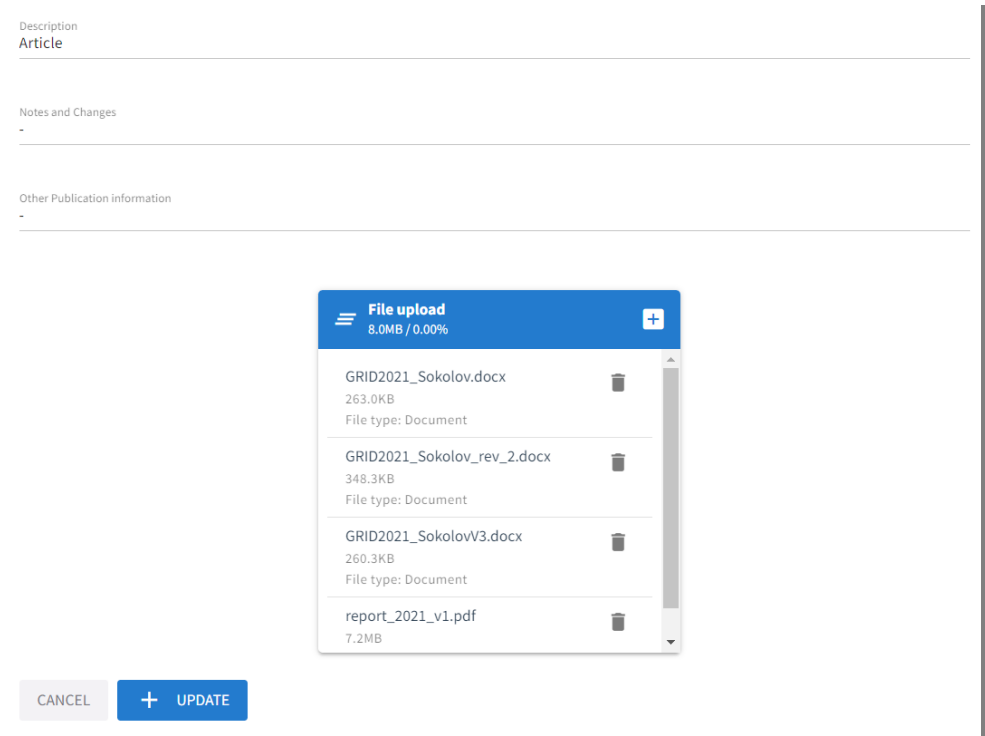 Description
Article
Notes and Changes
-
Other Publication information
-
File upload
8.0MB / 0.00%
GRID2021_Sokolov.docx
263.0KB
File type: Document
GRID2021_Sokolov_rev_2.docx
348.3KB
File type: Document
GRID2021_SokolovV3.docx
260.3KB
File type: Document
report_2021_v1.pdf
7.2MB
CANCEL
+ UPDATE